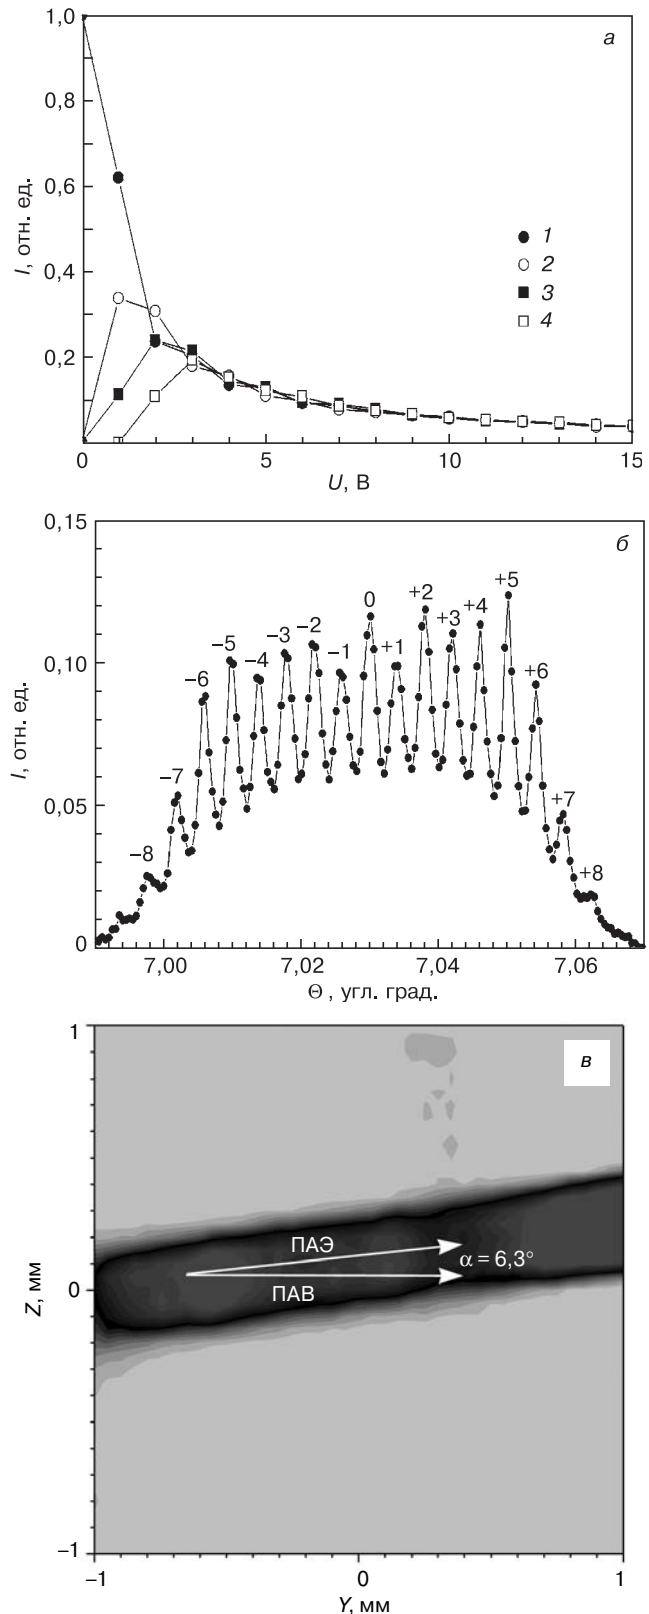 1,0
а
0,8
I, отн. ед.
0,6
1
2
0,4
3
4
0,2
0 5 10 15
U, В
0,15
б
+5
0 +2
+4
+3
−3 −2
−5 −1 +1
−4
0,10
−6 +6
I, отн. ед.
−7
0,05
+7
−8 +8
0
7,00 7,02 7,04 7,06
Θ, угл. град.
1
в
ПАЭ
α = 6,3°
0
ПАВ
Z, мм
−1
−1 0 1
Y, мм